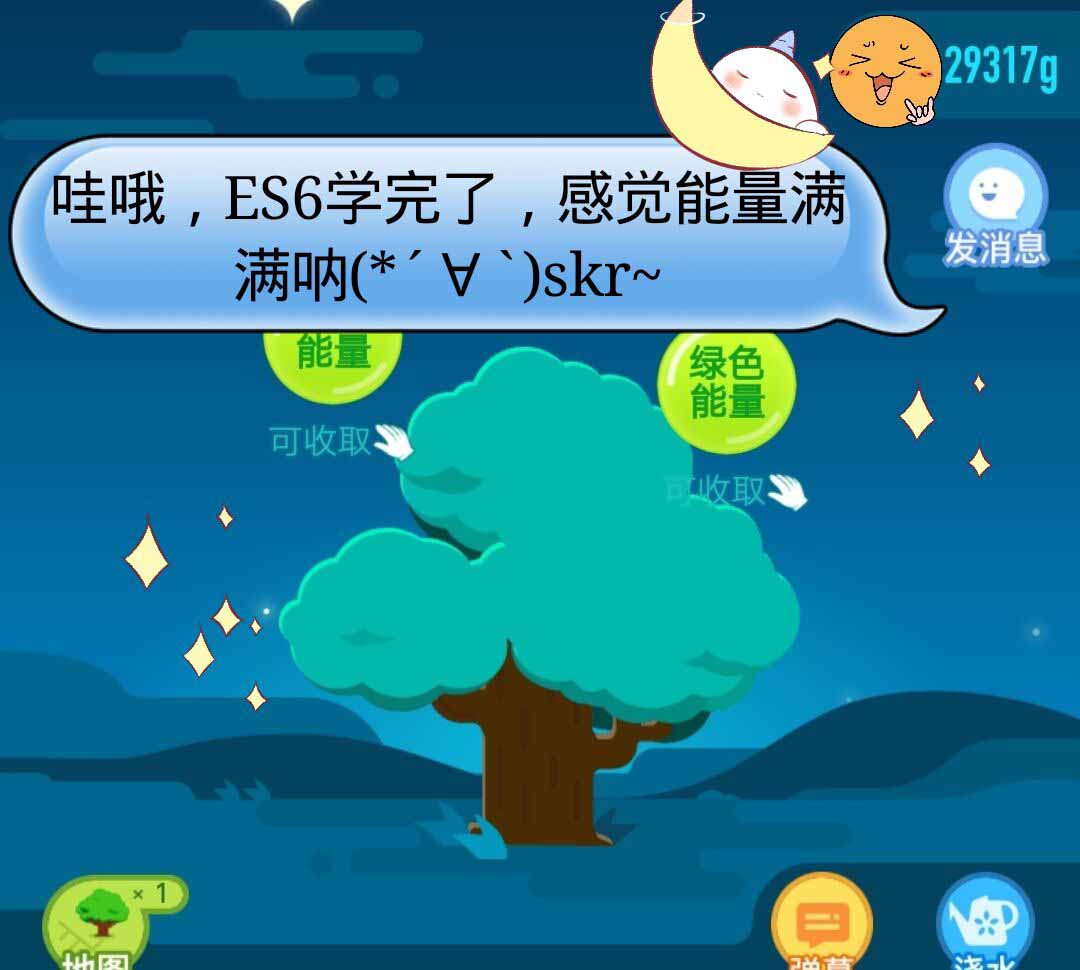 29317g
哇哦，ES6学完了，感觉能量满
满呐(*´∀`)skr~
发消息
能量
绿色
能量
可收取
可收取
× 1
地图
弹幕
浇水